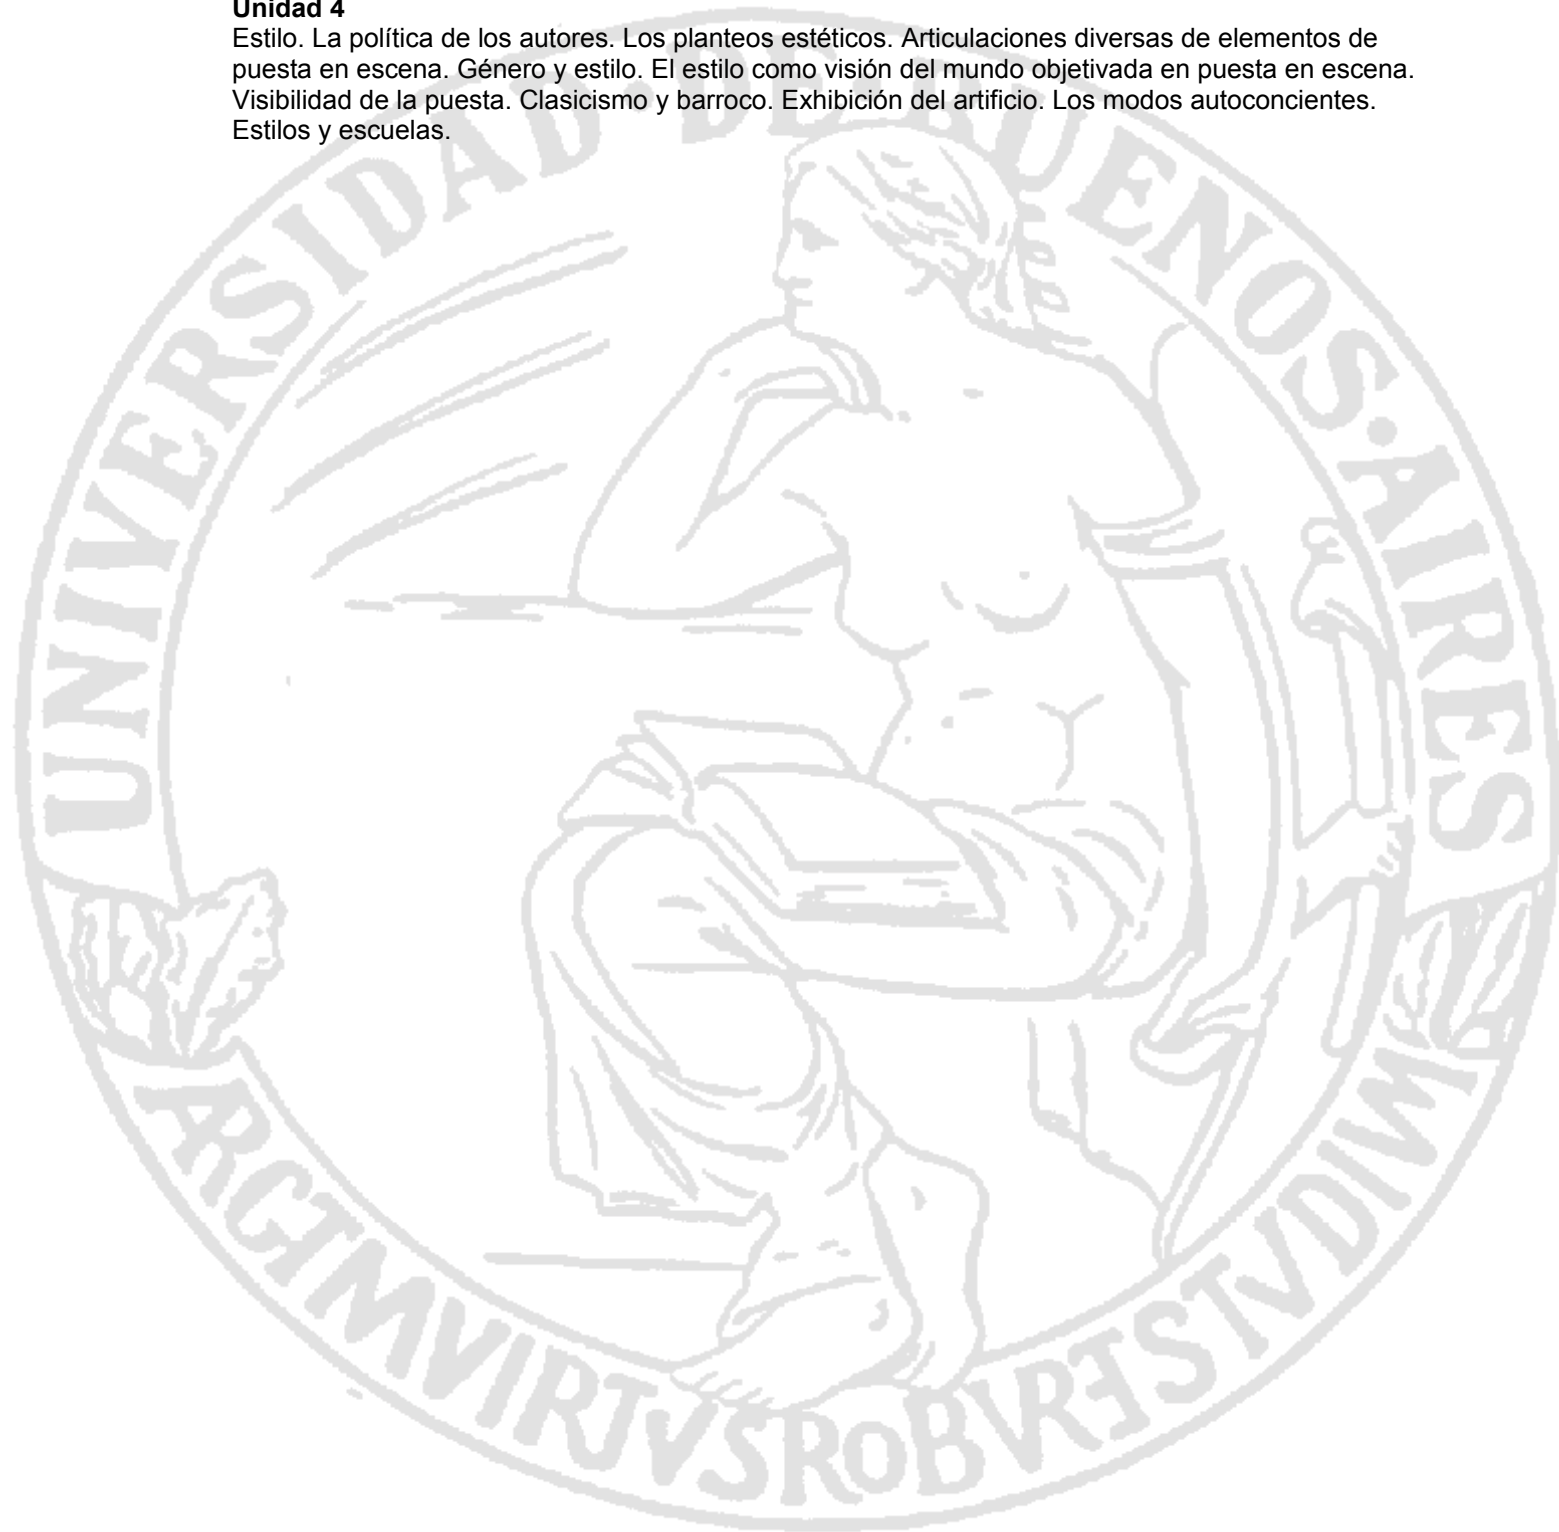 Unidad 4
Estilo. La política de los autores. Los planteos estéticos. Articulaciones diversas de elementos de
puesta en escena. Género y estilo. El estilo como visión del mundo objetivada en puesta en escena.
Visibilidad de la puesta. Clasicismo y barroco. Exhibición del artificio. Los modos autoconcientes.
Estilos y escuelas.
UNIVERSIDAD·DE·BUENOS·AIRES
ARGTMVIRTVSROBVRETSTVDIVM